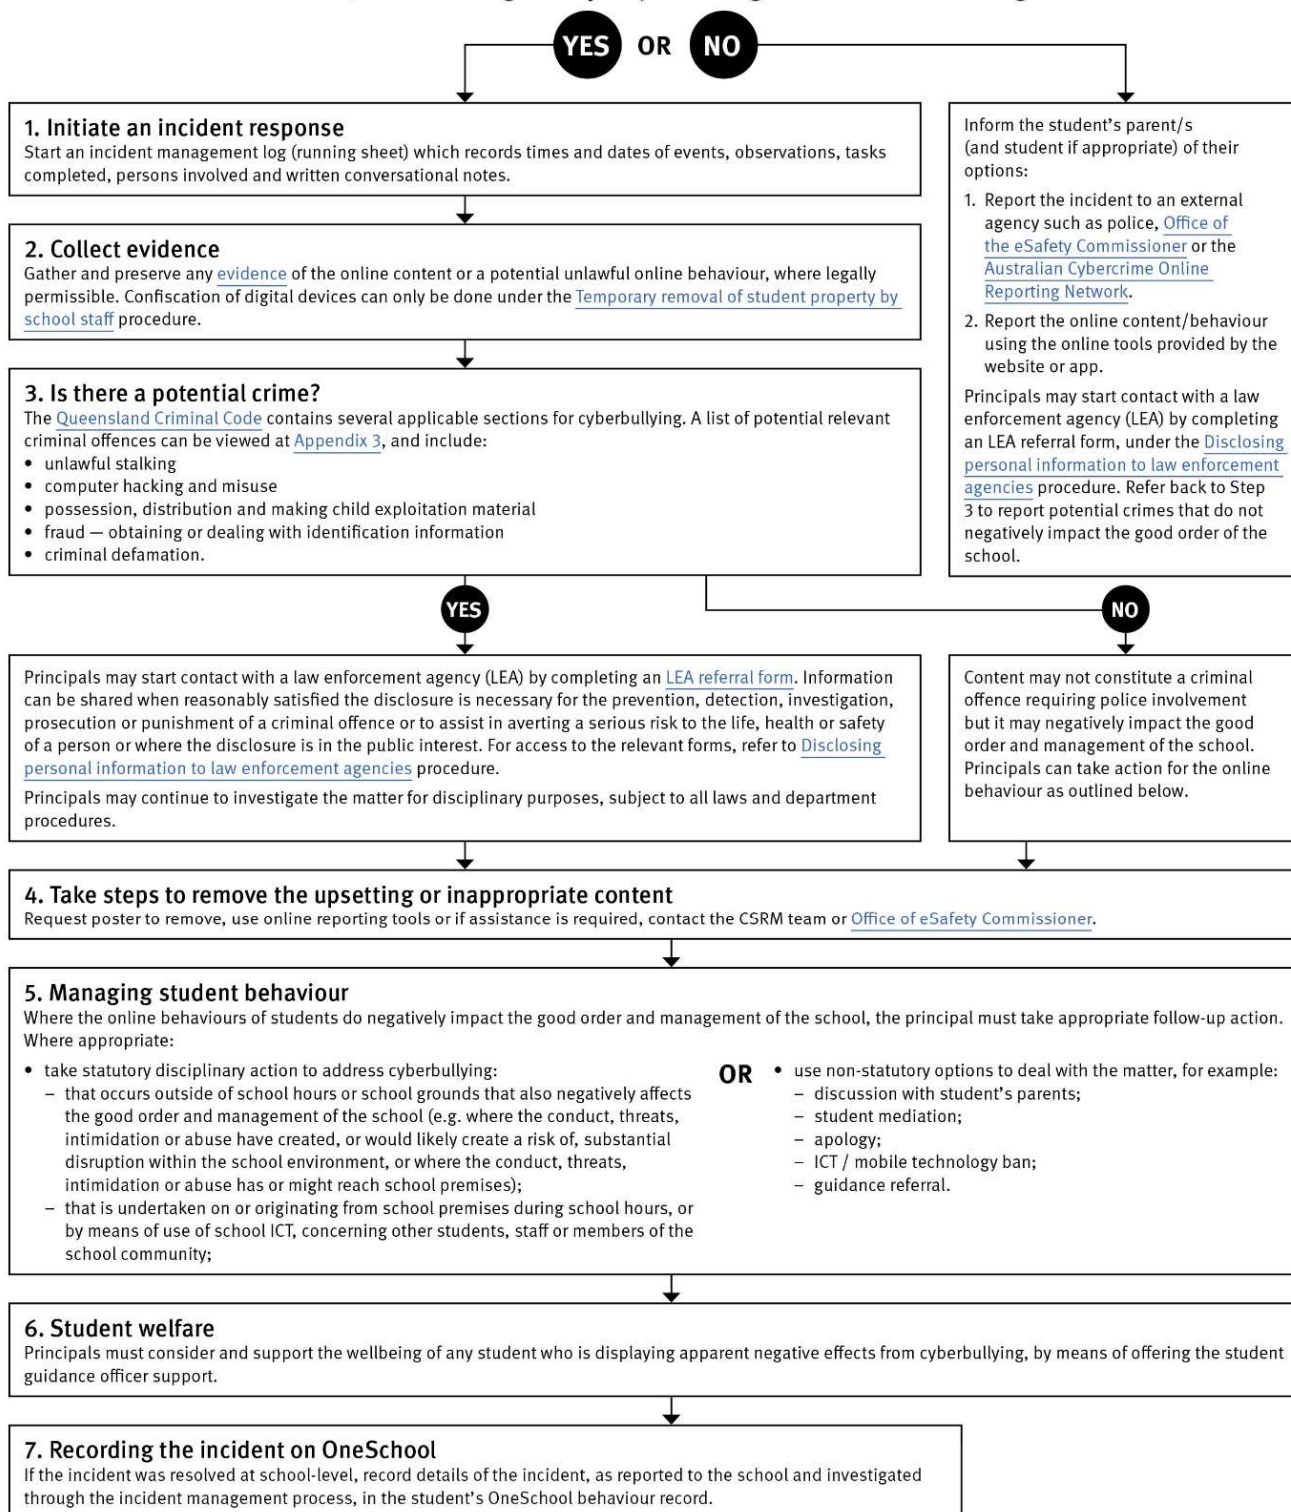 YES OR NO
1. Initiate an incident response
Start an incident management log (running sheet) which records times and dates of events, observations, tasks
completed, persons involved and written conversational notes.
2. Collect evidence
Gather and preserve any evidence of the online content or a potential unlawful online behaviour, where legally
permissible. Confiscation of digital devices can only be done under the Temporary removal of student property by
school staff procedure.
3. Is there a potential crime?
The Queensland Criminal Code contains several applicable sections for cyberbullying. A list of potential relevant
criminal offences can be viewed at Appendix 3, and include:
• unlawful stalking
• computer hacking and misuse
• possession, distribution and making child exploitation material
• fraud — obtaining or dealing with identification information
• criminal defamation.
Inform the student's parent/s
(and student if appropriate) of their
options:
1. Report the incident to an external
agency such as police, Office of
the eSafety Commissioner or the
Australian Cybercrime Online
Reporting Network.
2. Report the online content/behaviour
using the online tools provided by the
website or app.
Principals may start contact with a law
enforcement agency (LEA) by completing
an LEA referral form, under the Disclosing
personal information to law enforcement
agencies procedure. Refer back to Step
3 to report potential crimes that do not
negatively impact the good order of the
school.
YES
NO
Principals may start contact with a law enforcement agency (LEA) by completing an LEA referral form. Information
can be shared when reasonably satisfied the disclosure is necessary for the prevention, detection, investigation,
prosecution or punishment of a criminal offence or to assist in averting a serious risk to the life, health or safety
of a person or where the disclosure is in the public interest. For access to the relevant forms, refer to Disclosing
personal information to law enforcement agencies procedure.
Principals may continue to investigate the matter for disciplinary purposes, subject to all laws and department
procedures.
Content may not constitute a criminal
offence requiring police involvement
but it may negatively impact the good
order and management of the school.
Principals can take action for the online
behaviour as outlined below.
4. Take steps to remove the upsetting or inappropriate content
Request poster to remove, use online reporting tools or if assistance is required, contact the CSRM team or Office of eSafety Commissioner.
5. Managing student behaviour
Where the online behaviours of students do negatively impact the good order and management of the school, the principal must take appropriate follow-up action.
Where appropriate:
• take statutory disciplinary action to address cyberbullying:
– that occurs outside of school hours or school grounds that also negatively affects
the good order and management of the school (e.g. where the conduct, threats,
intimidation or abuse have created, or would likely create a risk of, substantial
disruption within the school environment, or where the conduct, threats,
intimidation or abuse has or might reach school premises);
– that is undertaken on or originating from school premises during school hours, or
by means of use of school ICT, concerning other students, staff or members of the
school community;
OR
• use non-statutory options to deal with the matter, for example:
– discussion with student's parents;
– student mediation;
– apology;
– ICT / mobile technology ban;
– guidance referral.
6. Student welfare
Principals must consider and support the wellbeing of any student who is displaying apparent negative effects from cyberbullying, by means of offering the student
guidance officer support.
7. Recording the incident on OneSchool
If the incident was resolved at school-level, record details of the incident, as reported to the school and investigated
through the incident management process, in the student's OneSchool behaviour record.